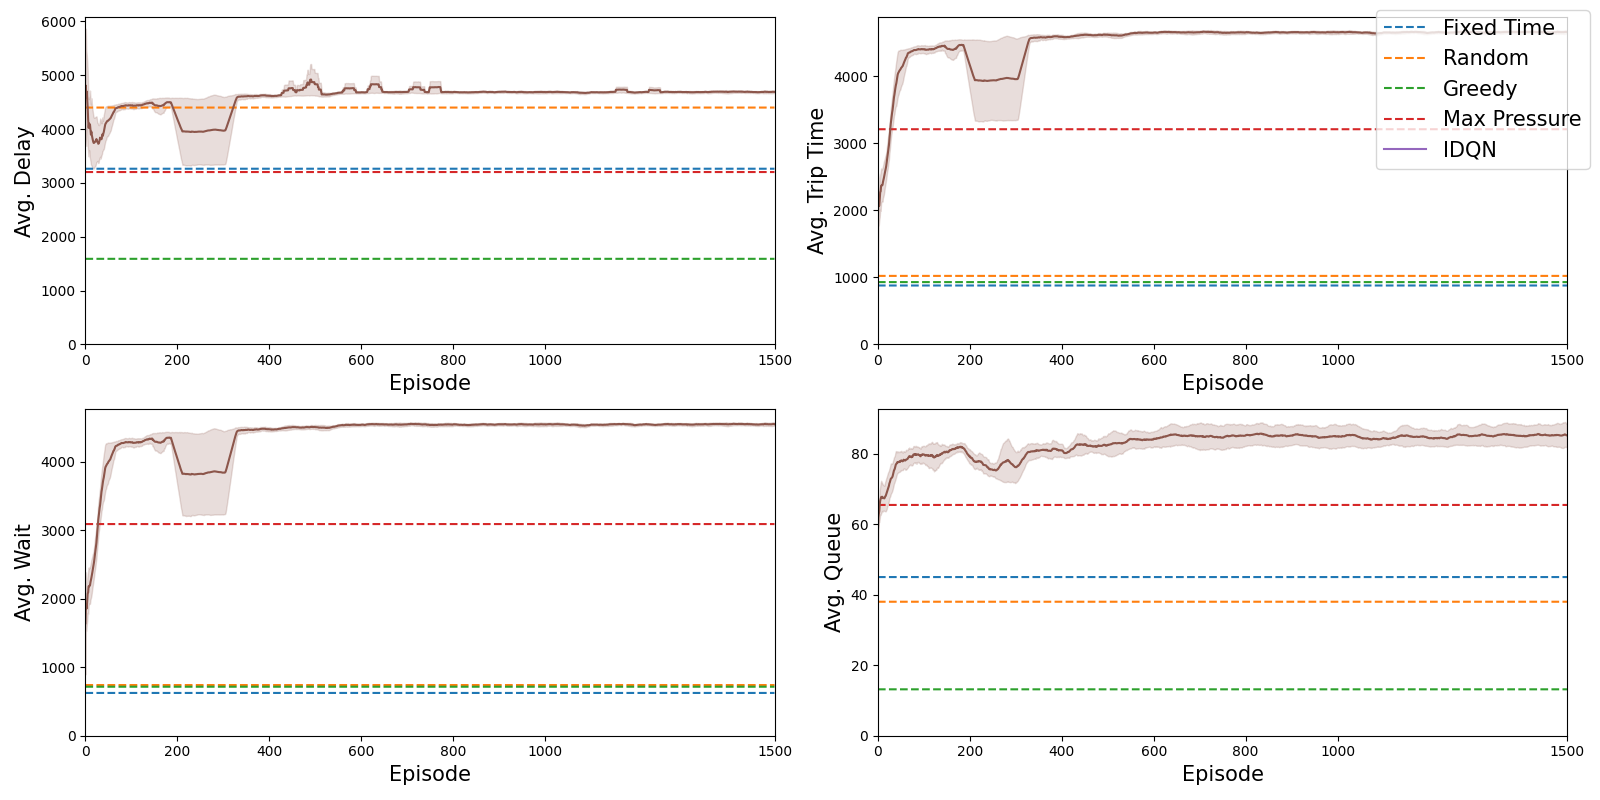 6000
5000
4000
3000
2000
1000
0
0 200 400 600 800 1000 1500
Avg. Delay
Episode
4000
3000
2000
1000
0
0 200 400 600 800 1000 1500
Avg. Trip Time
Episode
Fixed Time
Random
Greedy
Max Pressure
IDQN
4000
3000
2000
1000
0
0 200 400 600 800 1000 1500
Avg. Wait
Episode
80
60
40
20
0
0 200 400 600 800 1000 1500
Avg. Queue
Episode